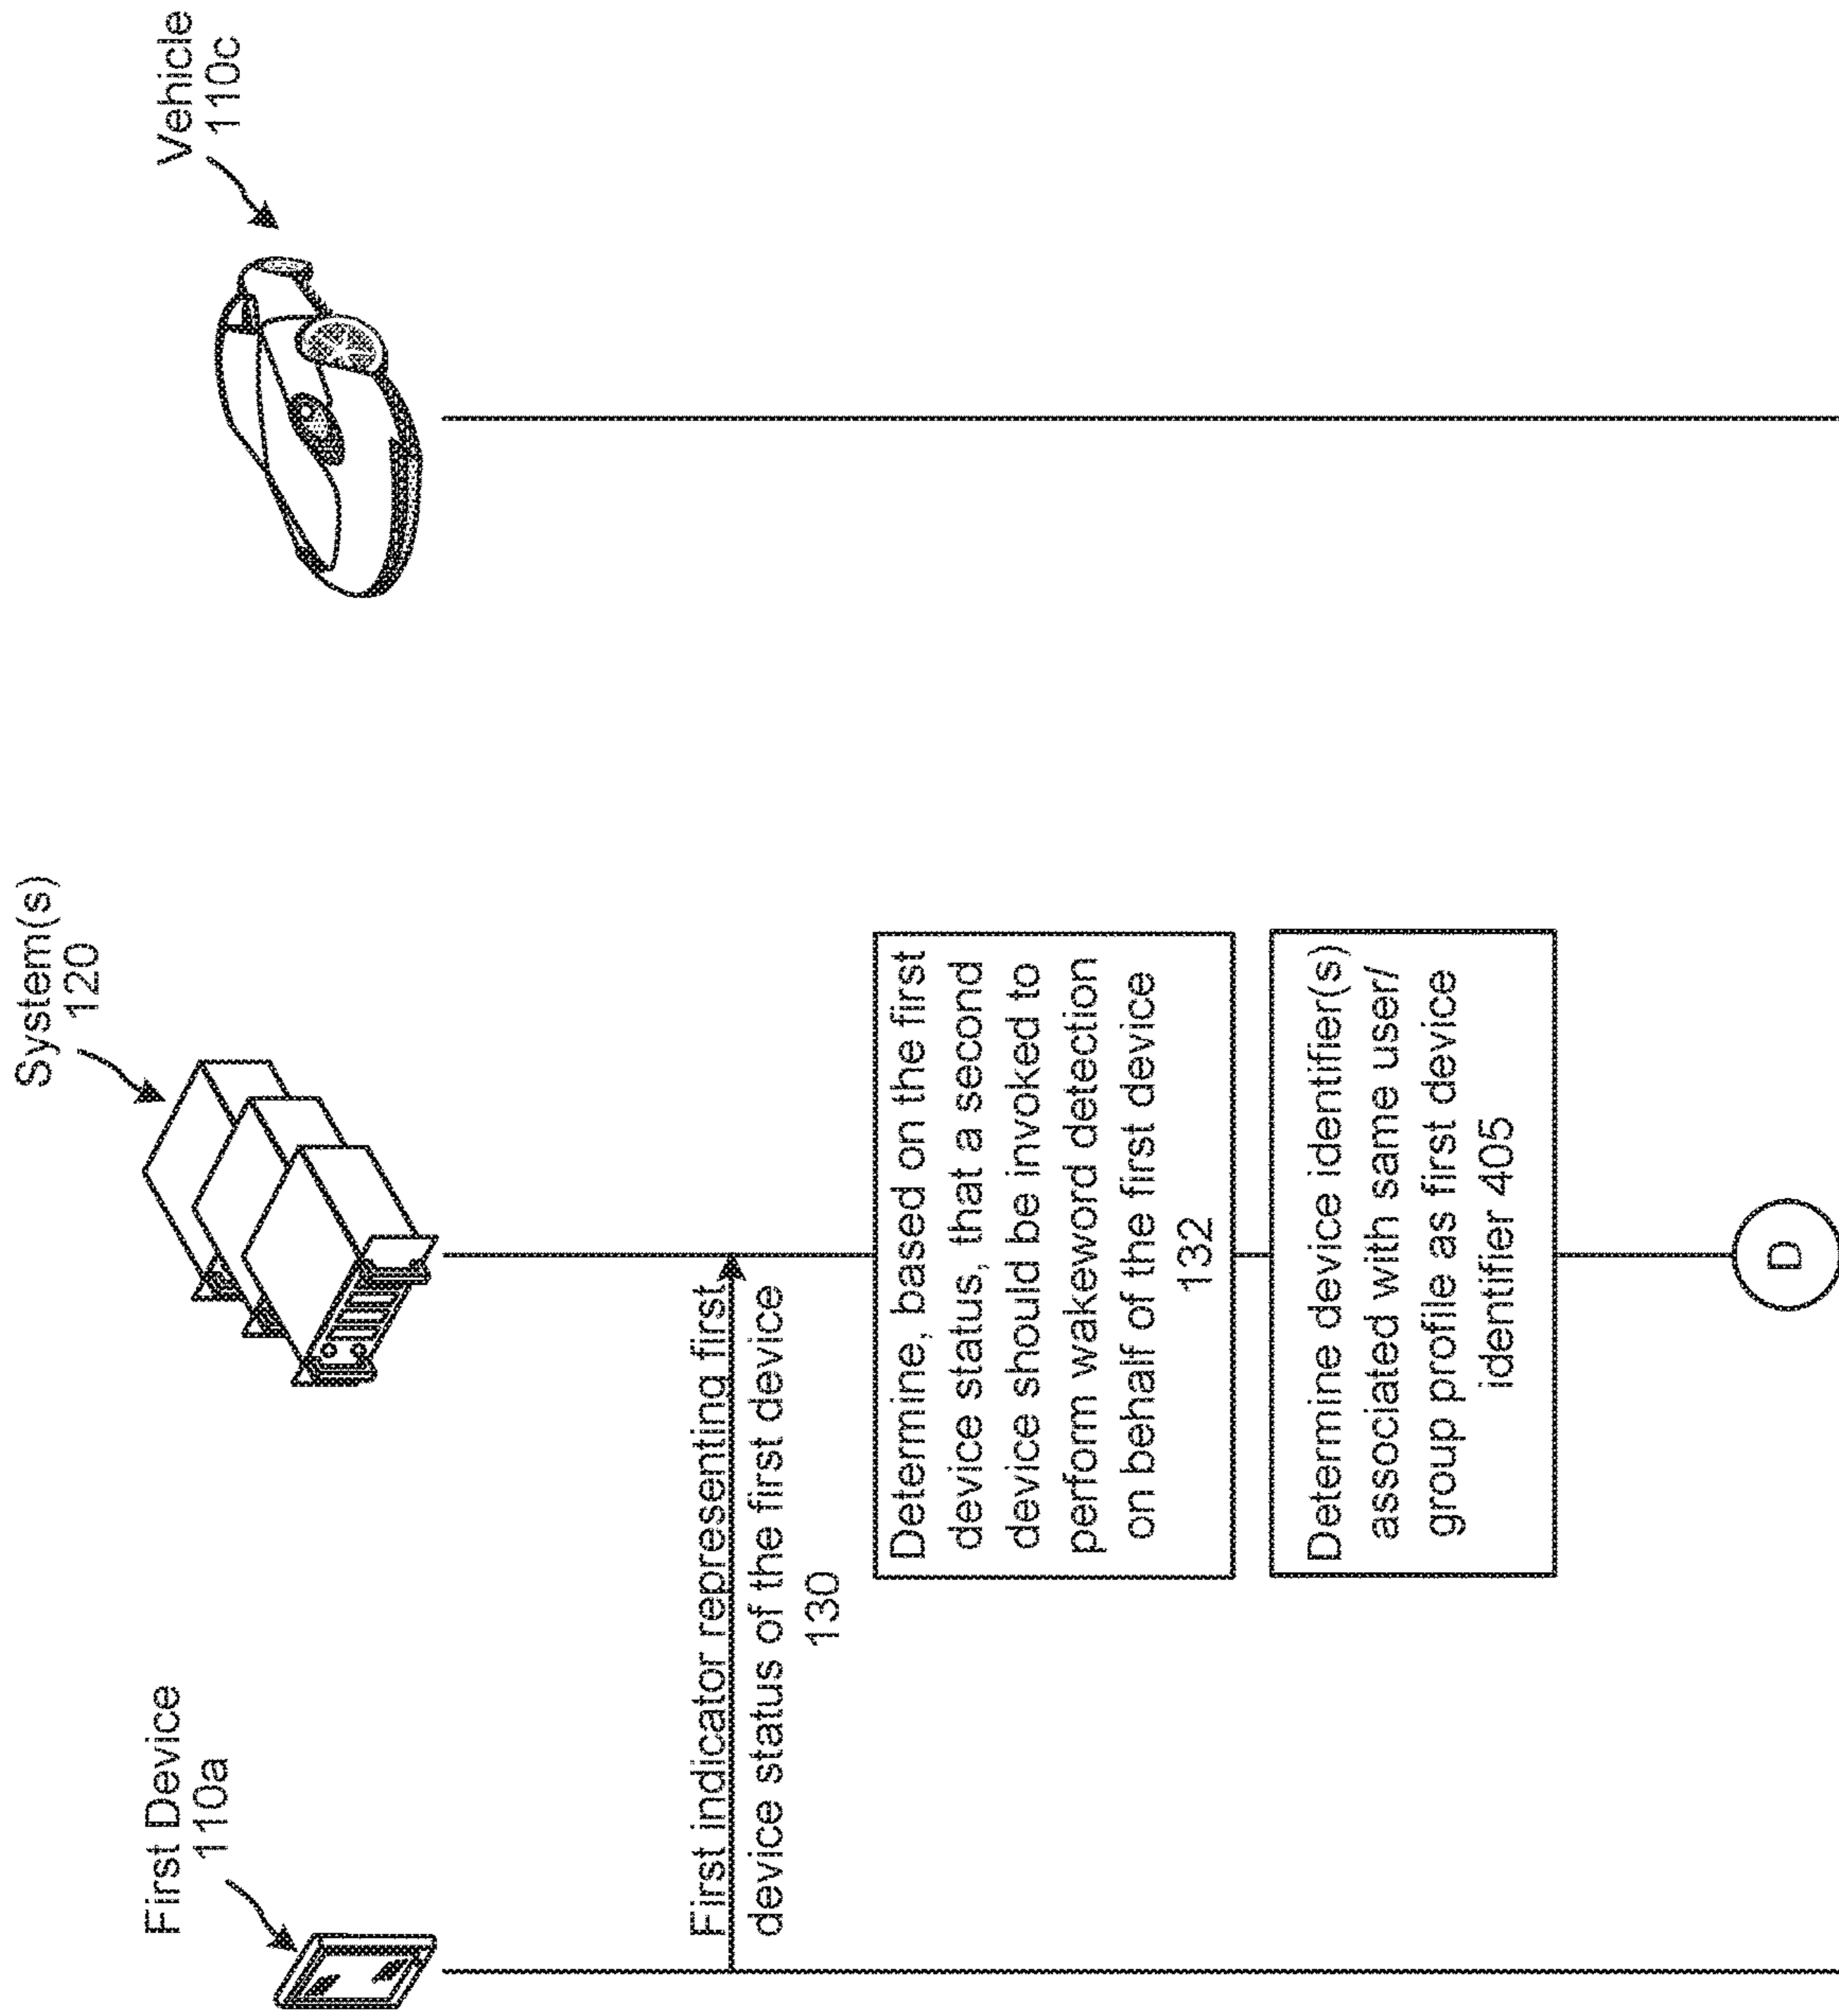 First Device
110a
System(s)
120
Vehicle
110c
First indicator representing first
device status of the first device
130
Determine, based on the first
device status, that a second
device should be invoked to
perform wakeword detection
on behalf of the first device
132
Determine device identifier(s)
associated with same user/
group profile as first device
identifier 405
D